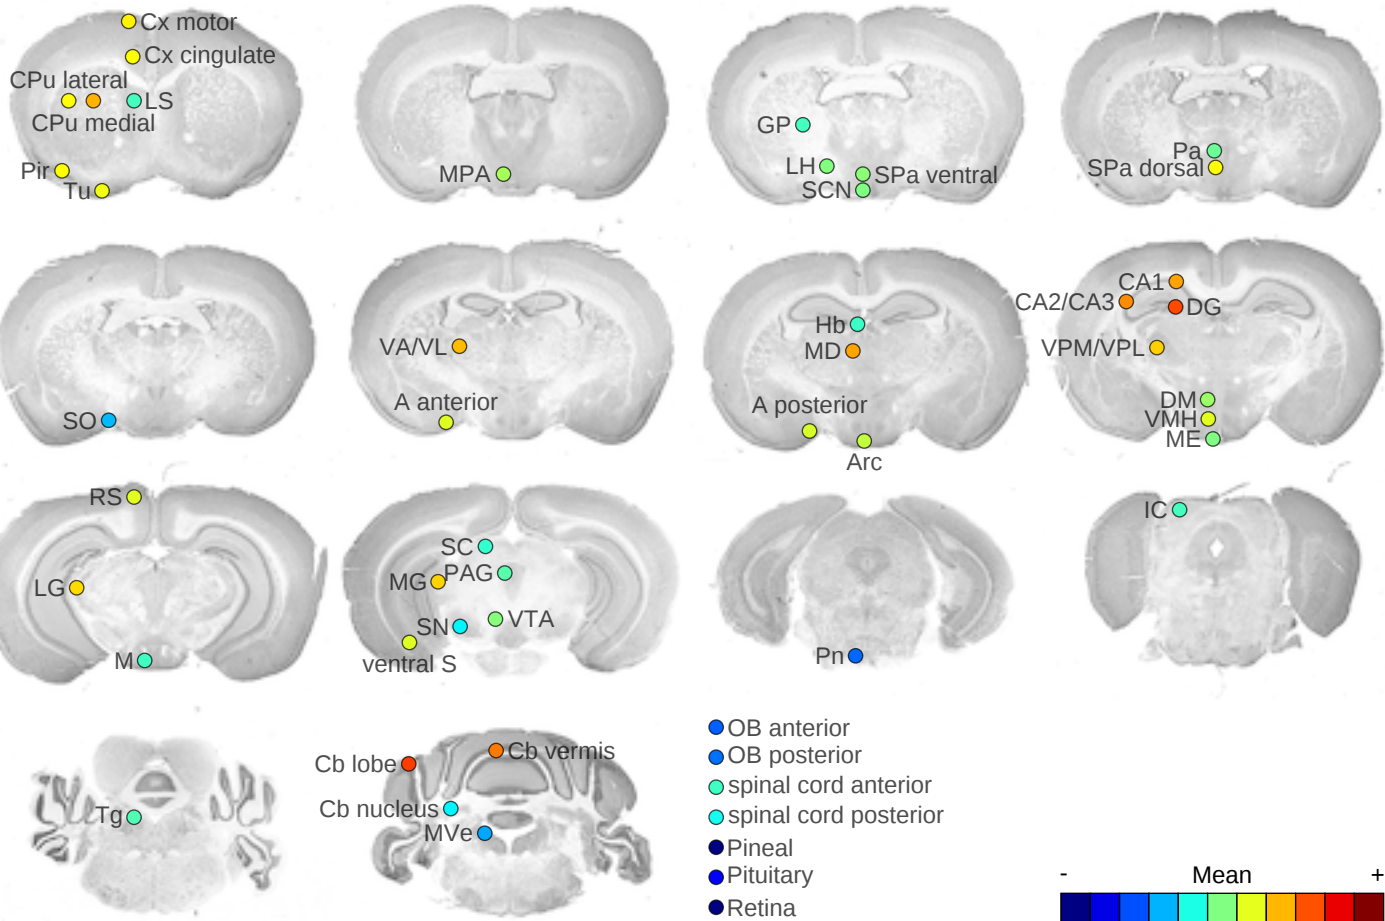 Cx motor
Cx cingulate
CPu lateral
LS
CPu medial
Pir
Tu
MPA
GP
LH
SPa ventral
SCN
Pa
SPa dorsal
SO
VA/VL
A anterior
Hb
MD
A posterior
Arc
CA1
CA2/CA3
DG
VPM/VPL
DM
VMH
ME
RS
LG
M
SC
PAG
MG
SN
VTA
ventral S
Pn
IC
Tg
Cb lobe
Cb vermis
Cb nucleus
MVe
OB anterior
OB posterior
spinal cord anterior
spinal cord posterior
Pineal
Pituitary
Retina
- Mean +